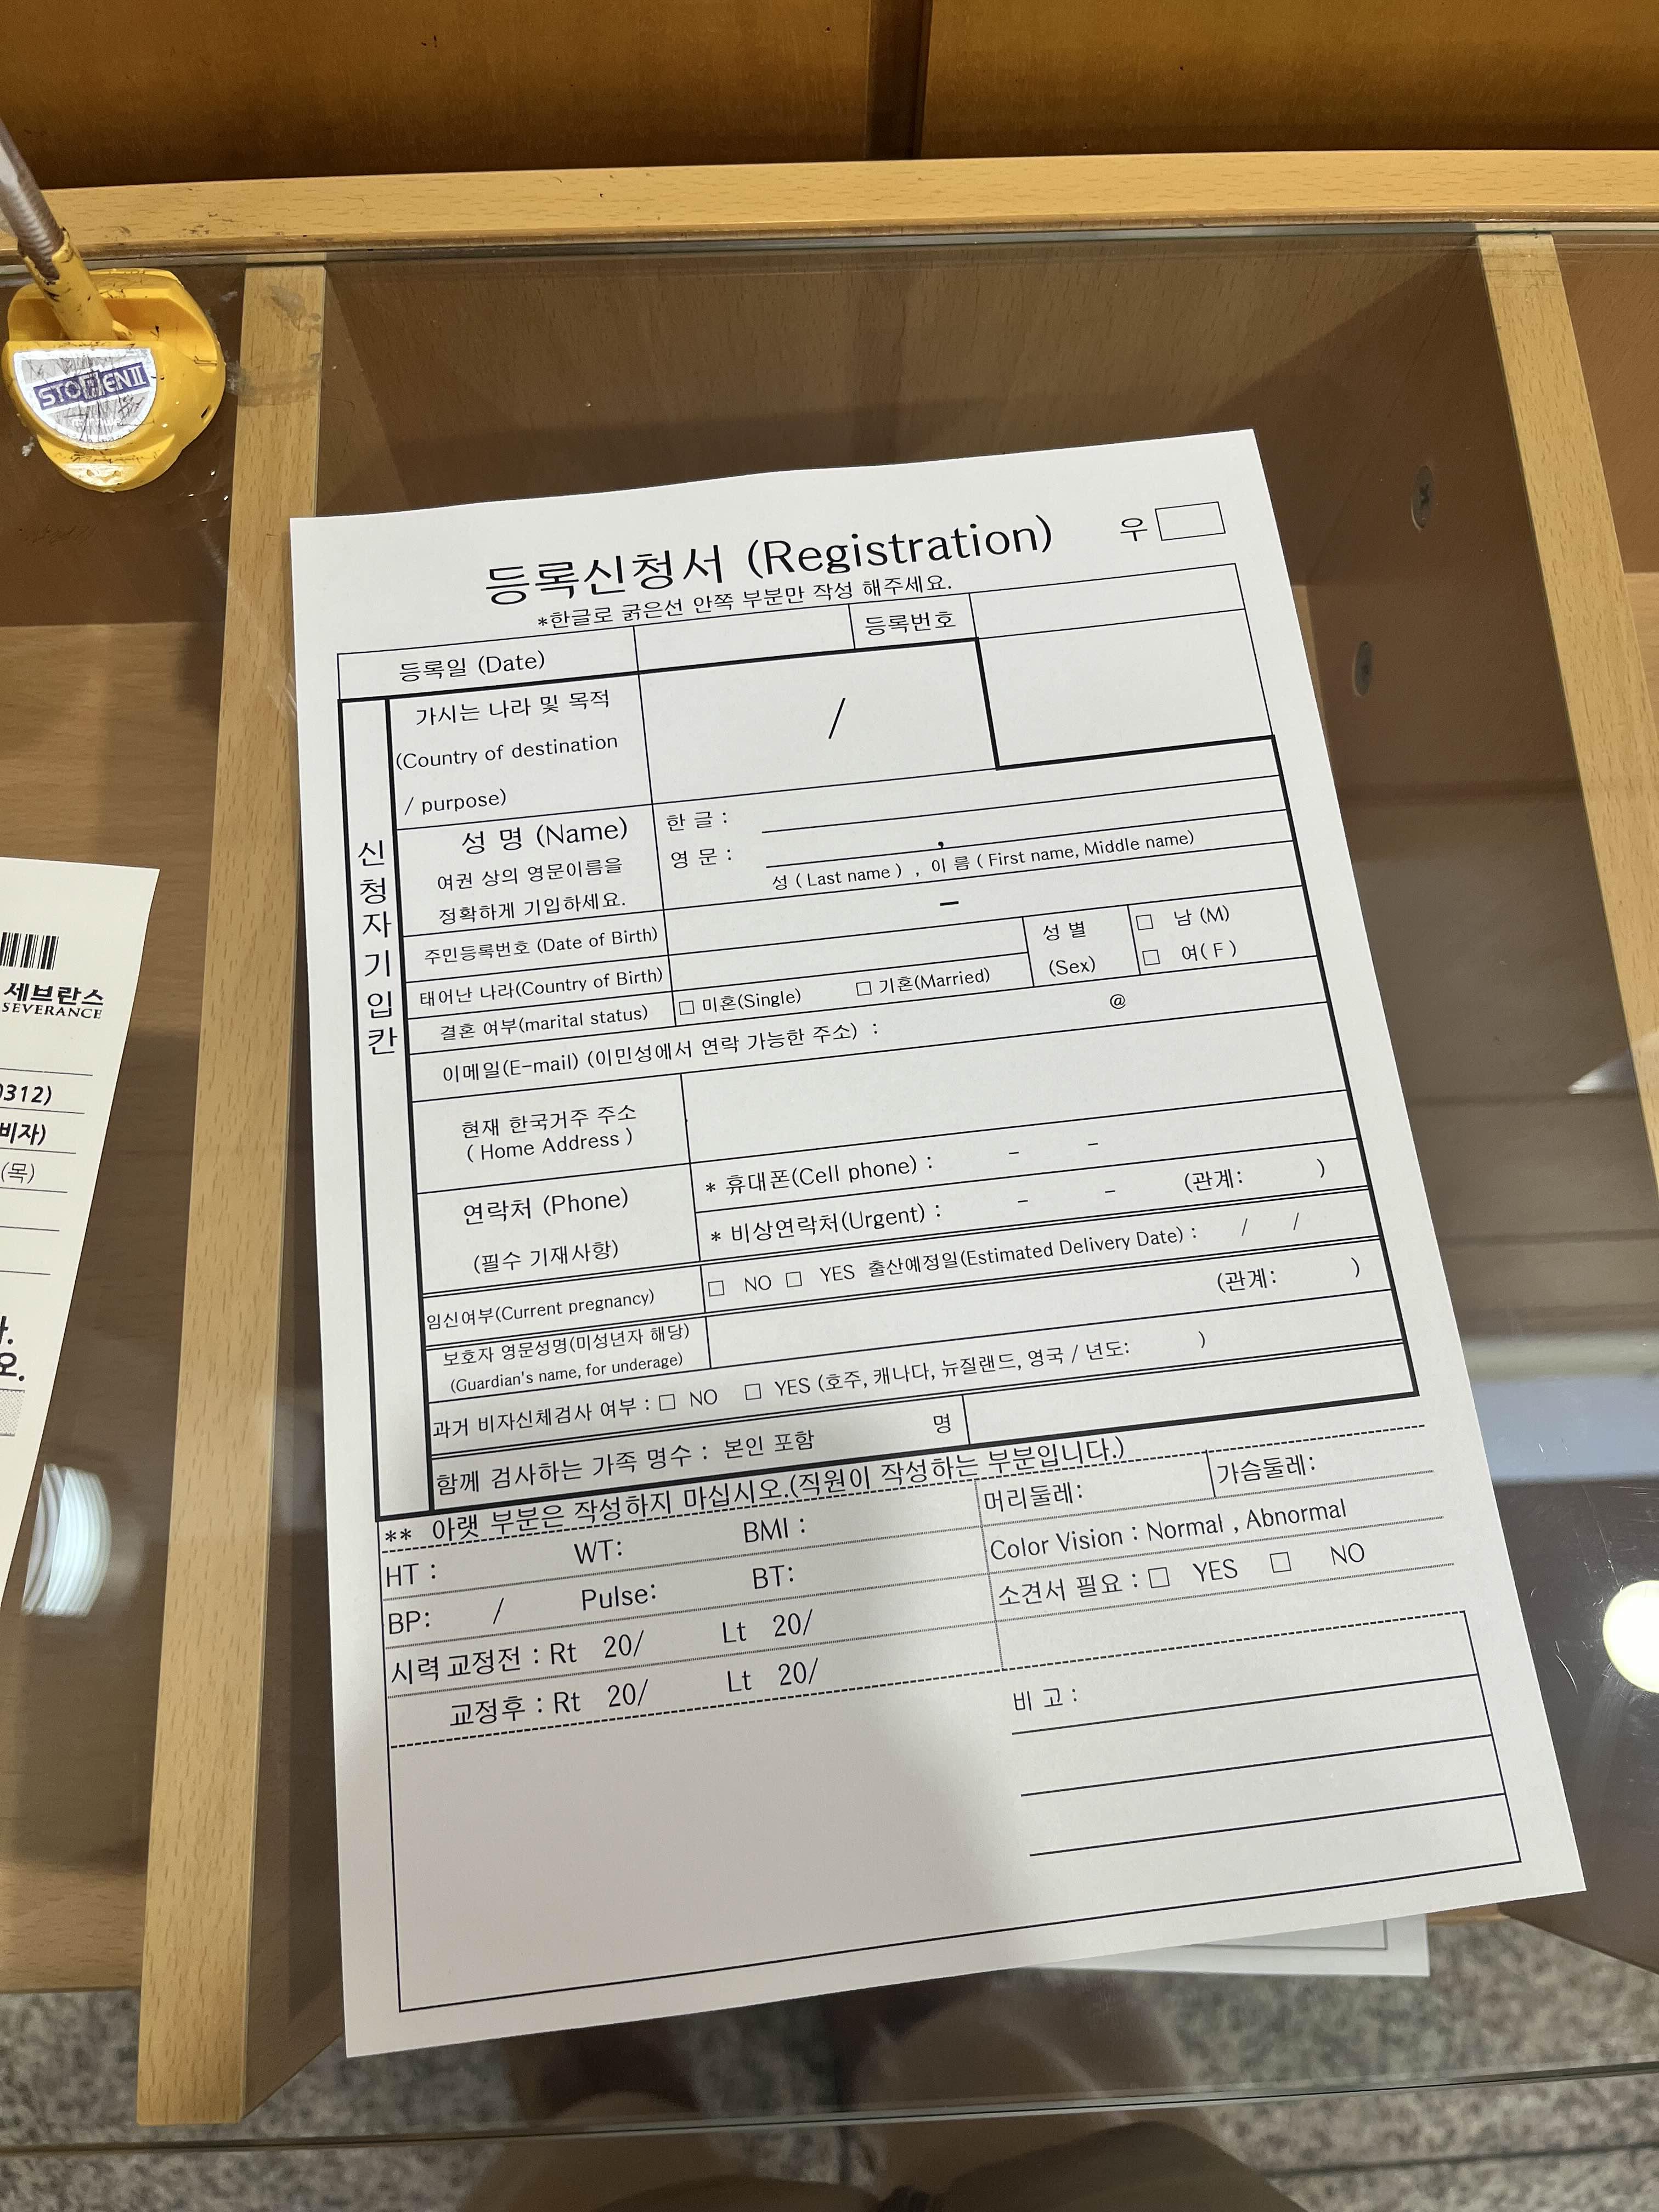 STOPPEN II
등록신청서 (Registration)
우
*한글로 굵은선 안쪽 부분만 작성 해주세요.
등록일 (Date)
등록번호
신청자기입칸
가시는 나라 및 목적
(Country of destination
/ purpose)
/
성 명 (Name)
여권 상의 영문이름을
정확하게 기입하세요.
한 글 :
영 문 : ,
성 ( Last name ) , 이 름 ( First name, Middle name)
주민등록번호 (Date of Birth) –
태어난 나라(Country of Birth)
성 별
(Sex)
□ 남 (M)
□ 여( F )
결혼 여부(marital status) □ 미혼(Single) □ 기혼(Married)
이메일(E-mail) (이민성에서 연락 가능한 주소) : @
현재 한국거주 주소
( Home Address )
연락처 (Phone)
(필수 기재사항)
* 휴대폰(Cell phone) : - -
* 비상연락처(Urgent) : - - (관계: )
임신여부(Current pregnancy) □ NO □ YES 출산예정일(Estimated Delivery Date) : / /
보호자 영문성명(미성년자 해당)
(Guardian's name, for underage)
(관계: )
과거 비자신체검사 여부 : □ NO □ YES (호주, 캐나다, 뉴질랜드, 영국 / 년도: )
함께 검사하는 가족 명수 : 본인 포함 명
** 아랫 부분은 작성하지 마십시오.(직원이 작성하는 부분입니다.)
HT : WT: BMI : 머리둘레: 가슴둘레:
BP: / Pulse: BT: Color Vision : Normal , Abnormal
시력 교정전 : Rt 20/ Lt 20/ 소견서 필요 : □ YES □ NO
교정후 : Rt 20/ Lt 20/
비 고 :
세브란스
SEVERANCE
0312)
비자)
(목)
오.